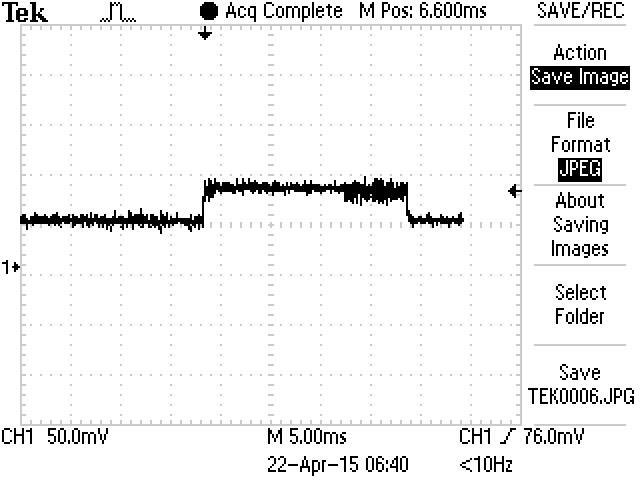 Tek
Acq Complete
M Pos: 6.600ms
SAVE/REC
Action
Save Image
File
Format
JPEG
About
Saving
Images
1
Select
Folder
Save
TEK0006.JPG
CH1 50.0mV
M 5.00ms
CH1
76.0mV
22-Apr-15 06:40
<10Hz